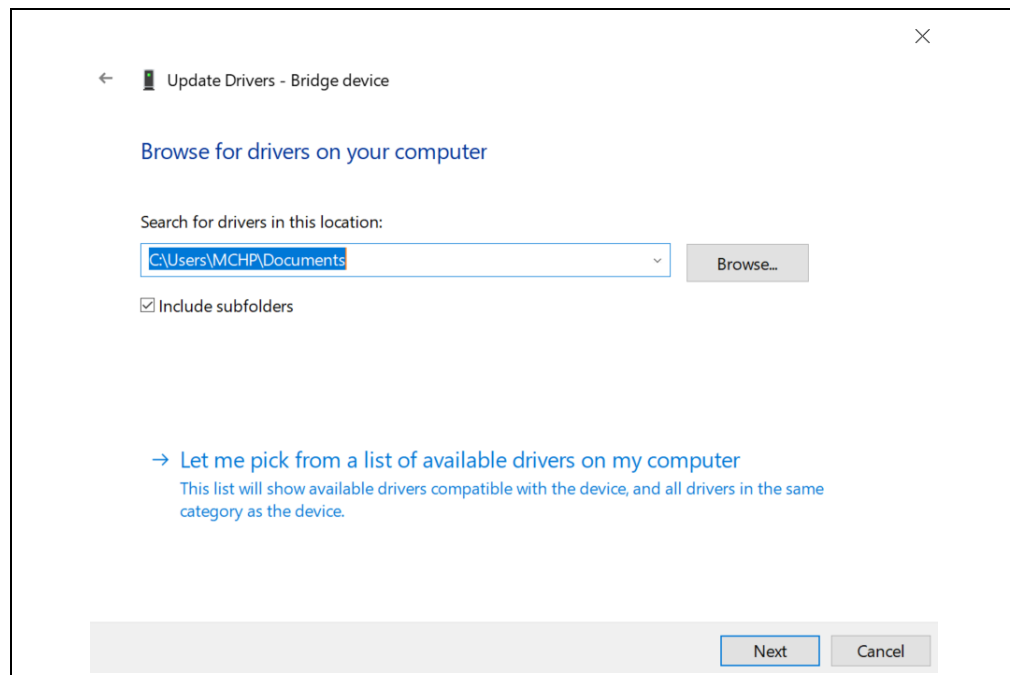 Update Drivers - Bridge device
Browse for drivers on your computer
Search for drivers in this location:
C:\Users\MCHP\Documents
Browse...
Include subfolders
Let me pick from a list of available drivers on my computer
This list will show available drivers compatible with the device, and all drivers in the same
category as the device.
Next
Cancel